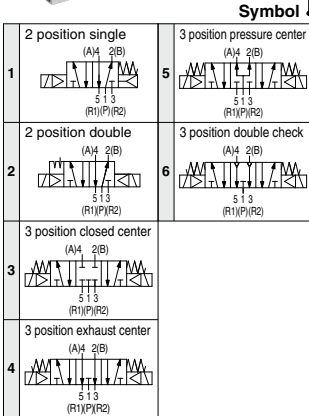 Symbol
1
2 position single
(A)4 2(B)
5 1 3
(R1)(P)(R2)
2
2 position double
(A)4 2(B)
5 1 3
(R1)(P)(R2)
3
3 position closed center
(A)4 2(B)
5 1 3
(R1)(P)(R2)
4
3 position exhaust center
(A)4 2(B)
5 1 3
(R1)(P)(R2)
5
3 position pressure center
(A)4 2(B)
5 1 3
(R1)(P)(R2)
6
3 position double check
(A)4 2(B)
5 1 3
(R1)(P)(R2)